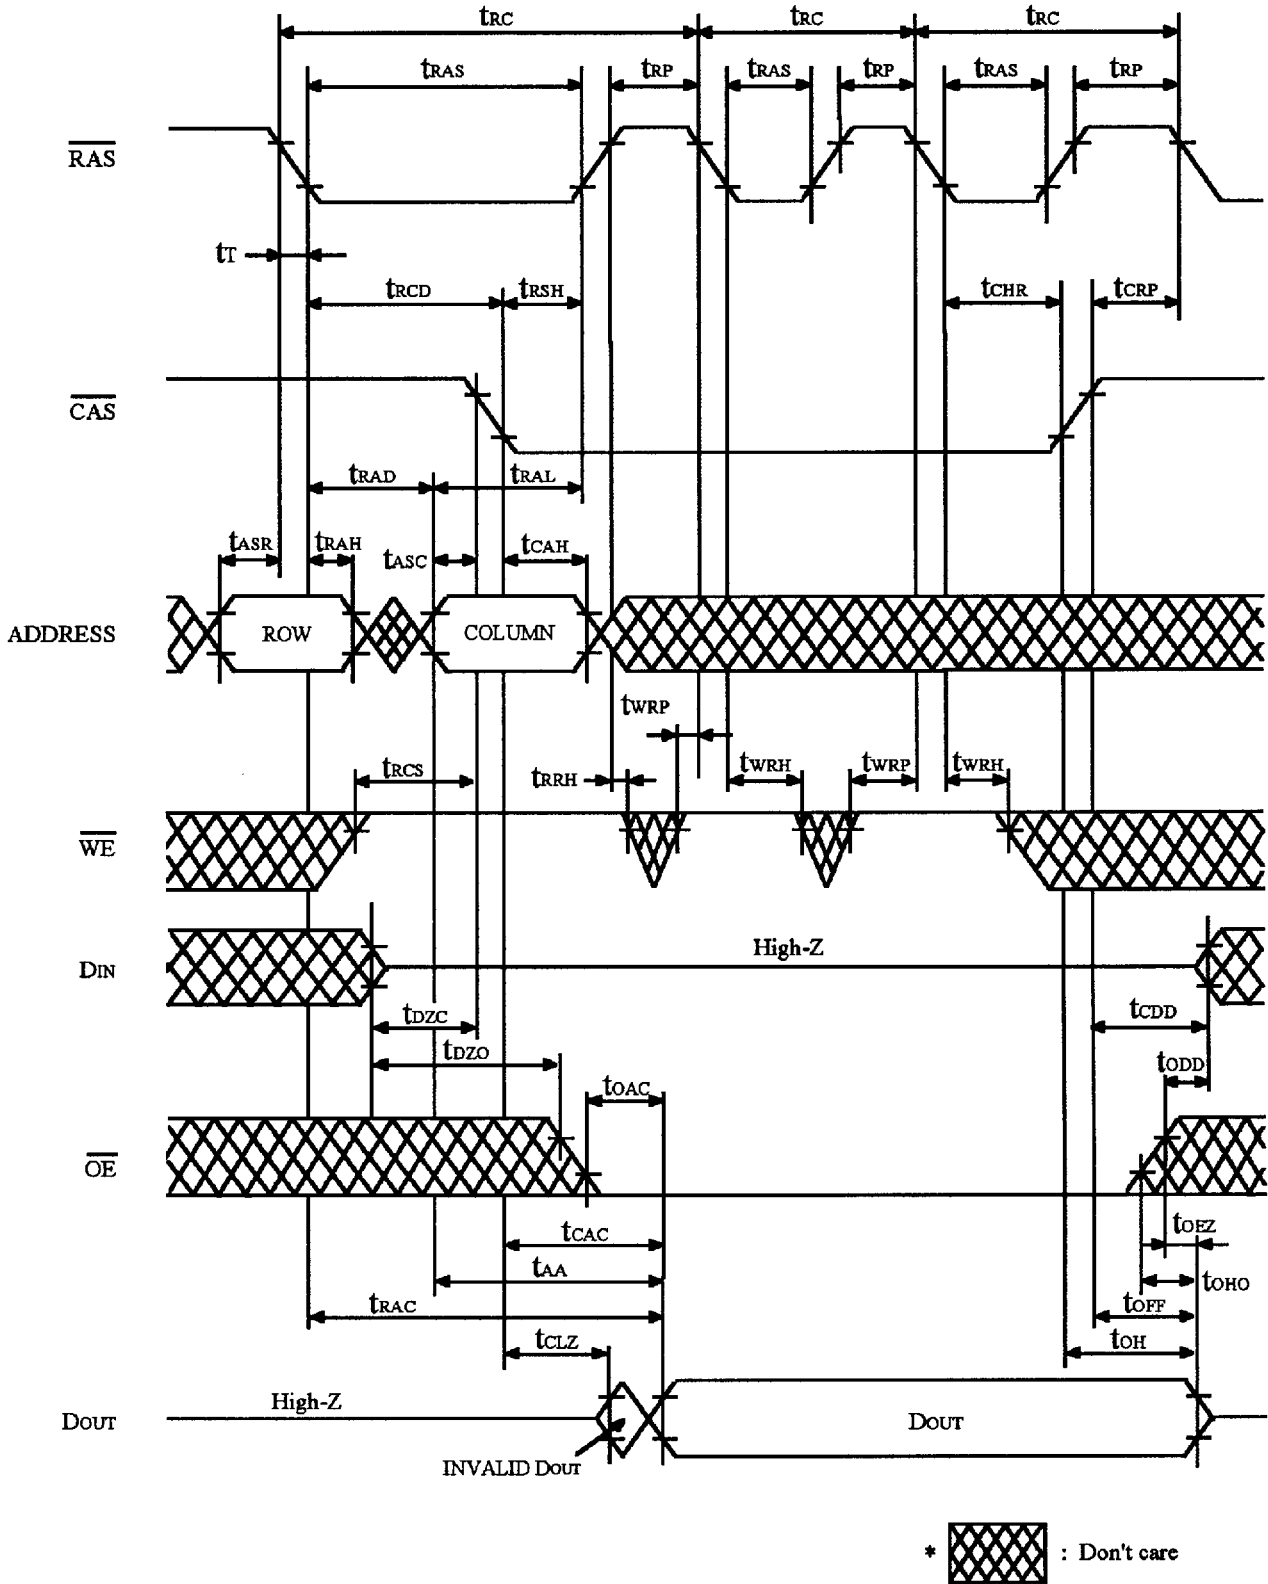 tRC tRC tRC
tRAS tRP tRAS tRP tRAS tRP
RAS
tT
tRCD tRSH tCHR tCRP
CAS
tRAD tRAL
tASR tRAH tASC tCAH
ADDRESS ROW COLUMN
tWRP
tRCS tRRH tWRH tWRP tWRH
WE
High-Z
DIN
tDZC tCDD
tDZO tODD
tOAC
OE
tCAC tOEZ
tAA tOHO
tRAC tOFF
tCLZ tOH
High-Z
DOUT DOUT
INVALID DOUT
* : Don't care